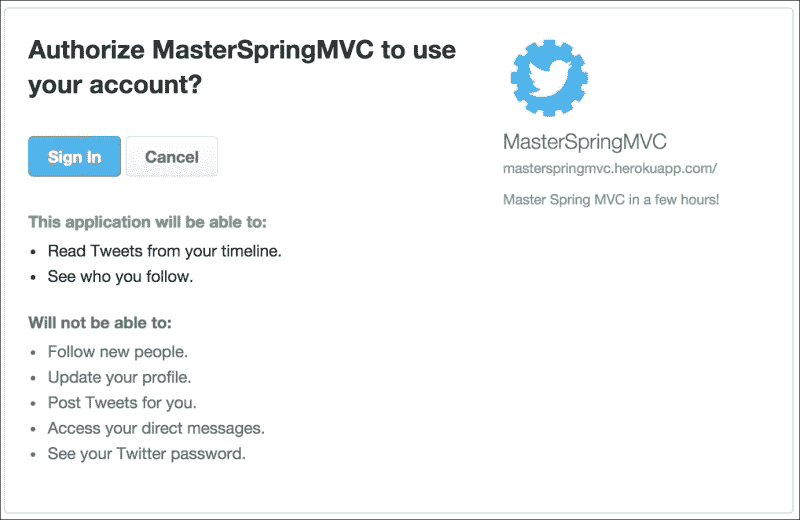 Authorize MasterSpringMVC to use
your account?
Sign In
Cancel
This application will be able to:
• Read Tweets from your timeline.
• See who you follow.
Will not be able to:
• Follow new people.
• Update your profile.
• Post Tweets for you.
• Access your direct messages.
• See your Twitter password.
MasterSpringMVC
masterspringmvc.herokuapp.com/
Master Spring MVC in a few hours!